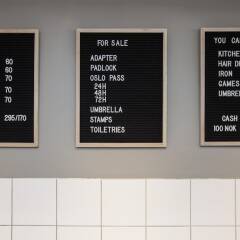 60
60
70
70
70
295/170
FOR SALE
ADAPTER
PADLOCK
OSLO PASS
24H
48H
72H
UMBRELLA
STAMPS
TOILETRIES
YOU CA
KITCHE
HAIR D
IRON
GAMES
UMBREL
CASH
100 NOK